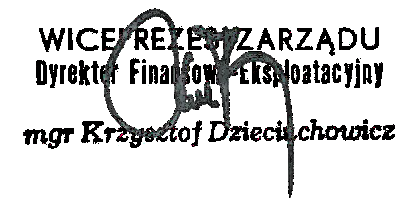 WICEPREZES ZARZĄDU
Dyrektor Finansowo-Eksploatacyjny
mgr Krzysztof Dzieciuchowicz